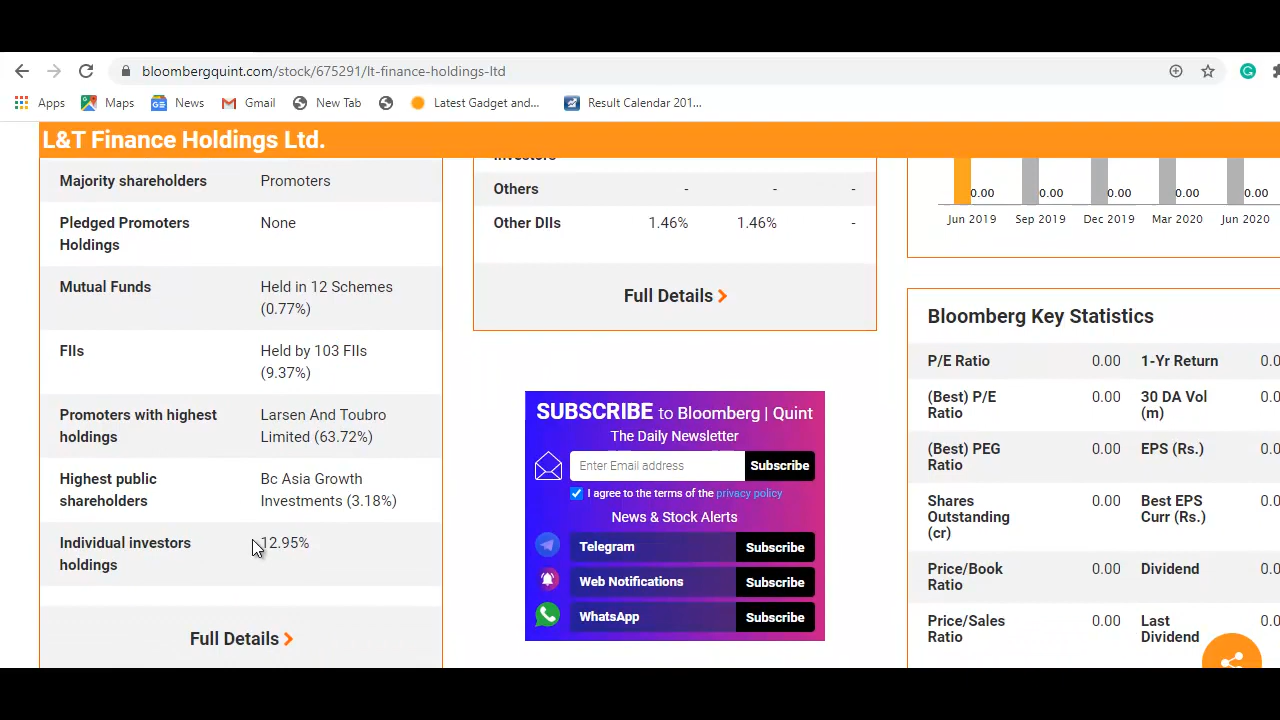 bloombergquint.com/stock/675291/lt-finance-holdings-ltd
Apps Maps News Gmail New Tab Latest Gadget and... Result Calendar 201...
L&T Finance Holdings Ltd.
Majority shareholders Promoters
Pledged Promoters Holdings None
Mutual Funds Held in 12 Schemes (0.77%)
FIIs Held by 103 FIIs (9.37%)
Promoters with highest holdings Larsen And Toubro Limited (63.72%)
Highest public shareholders Bc Asia Growth Investments (3.18%)
Individual investors holdings 12.95%
Full Details
Others - - -
Other DIIs 1.46% 1.46% -
Full Details
SUBSCRIBE to Bloomberg | Quint
The Daily Newsletter
Enter Email address Subscribe
I agree to the terms of the privacy policy
News & Stock Alerts
Telegram Subscribe
Web Notifications Subscribe
WhatsApp Subscribe
0.00 0.00 0.00 0.00 0.00
Jun 2019 Sep 2019 Dec 2019 Mar 2020 Jun 2020
Bloomberg Key Statistics
P/E Ratio 0.00 1-Yr Return
(Best) P/E Ratio 0.00 30 DA Vol (m)
(Best) PEG Ratio 0.00 EPS (Rs.)
Shares Outstanding (cr) 0.00 Best EPS Curr (Rs.)
Price/Book Ratio 0.00 Dividend
Price/Sales Ratio 0.00 Last Dividend